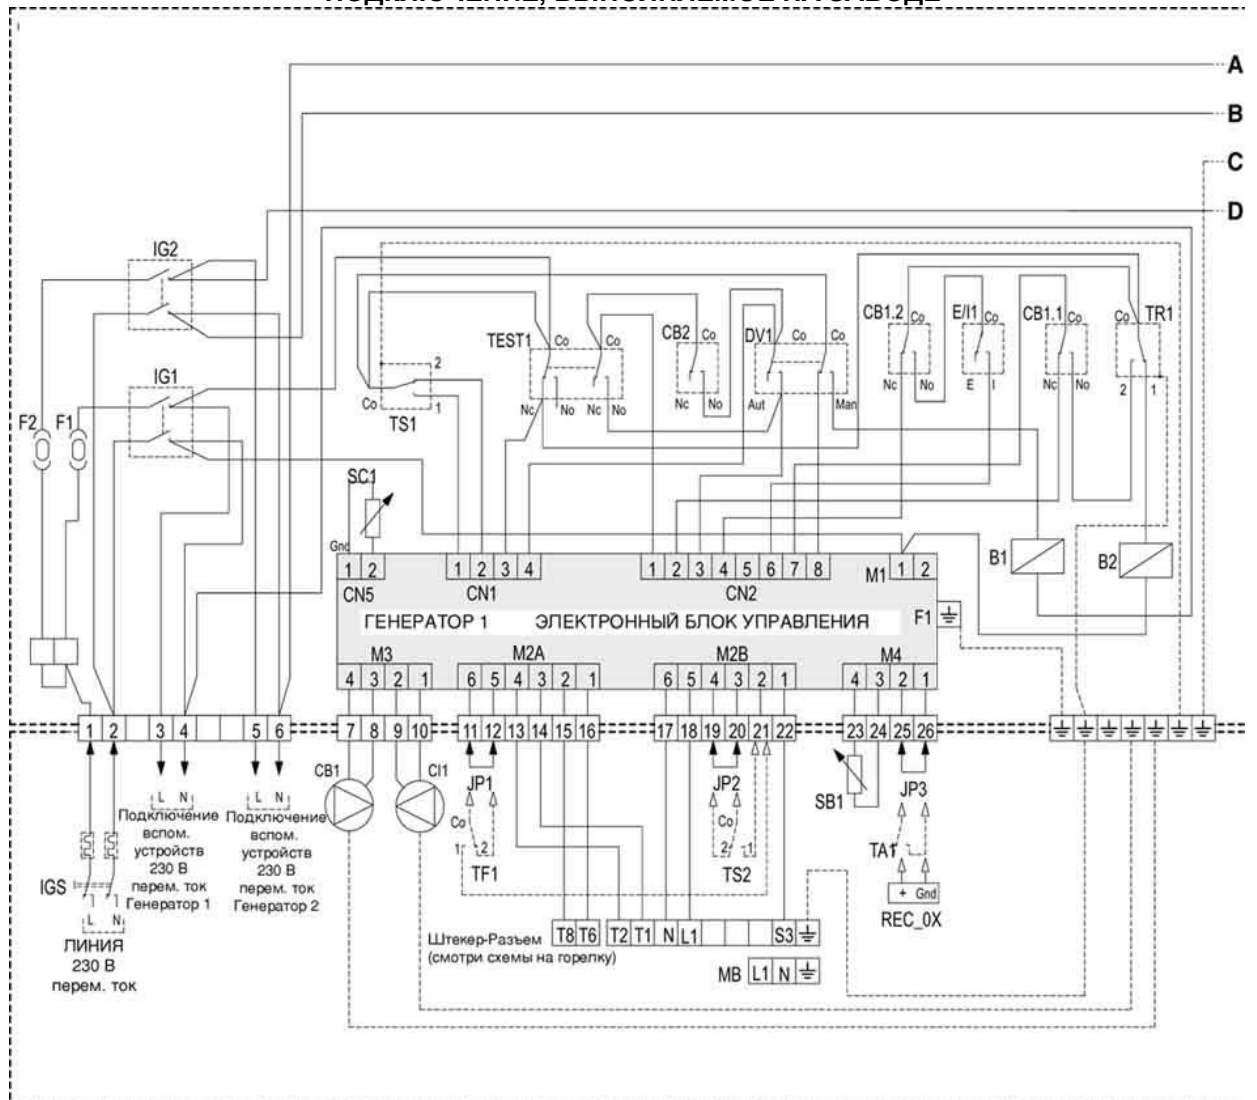 ПОДКЛЮЧЕНИЕ, ВЫПОЛНЯЕМОЕ НА ЗАВОДЕ
A
B
C
D
IG2
IG1
F2 F1
TEST1 Co Co
CB2 Co
DV1 Co Co
CB1.2 Co
E/I1 Co
CB1.1 Co
Co TR1
2
Co 1
TS1
Nc No Nc No
Nc No
Aut Man
Nc No
E I
Nc No
2 1
SC1
Gnd
B1
B2
1 2
1 2 3 4
1 2 3 4 5 6 7 8
M1 1 2
CN5
CN1
CN2
ГЕНЕРАТОР 1 ЭЛЕКТРОННЫЙ БЛОК УПРАВЛЕНИЯ
F1
M3
M2A
M2B
M4
4 3 2 1
6 5 4 3 2 1
6 5 4 3 2 1
4 3 2 1
1 2 3 4 5 6
7 8 9 10
11 12 13 14 15 16
17 18 19 20 21 22
23 24 25 26
CB1
CI1
JP1
JP2
SB1
JP3
L N
L N
Подключение
вспом.
устройств
230 В
перем. ток
Генератор 1
Подключение
вспом.
устройств
230 В
перем. ток
Генератор 2
Co
1 2
TF1
Co
2 1
TS2
TA1
+ Gnd
REC_0X
IGS
L N
ЛИНИЯ
230 В
перем. ток
Штекер-Разъем
(смотри схемы на горелку)
T8 T6 T2 T1 N L1 S3
MB L1 N